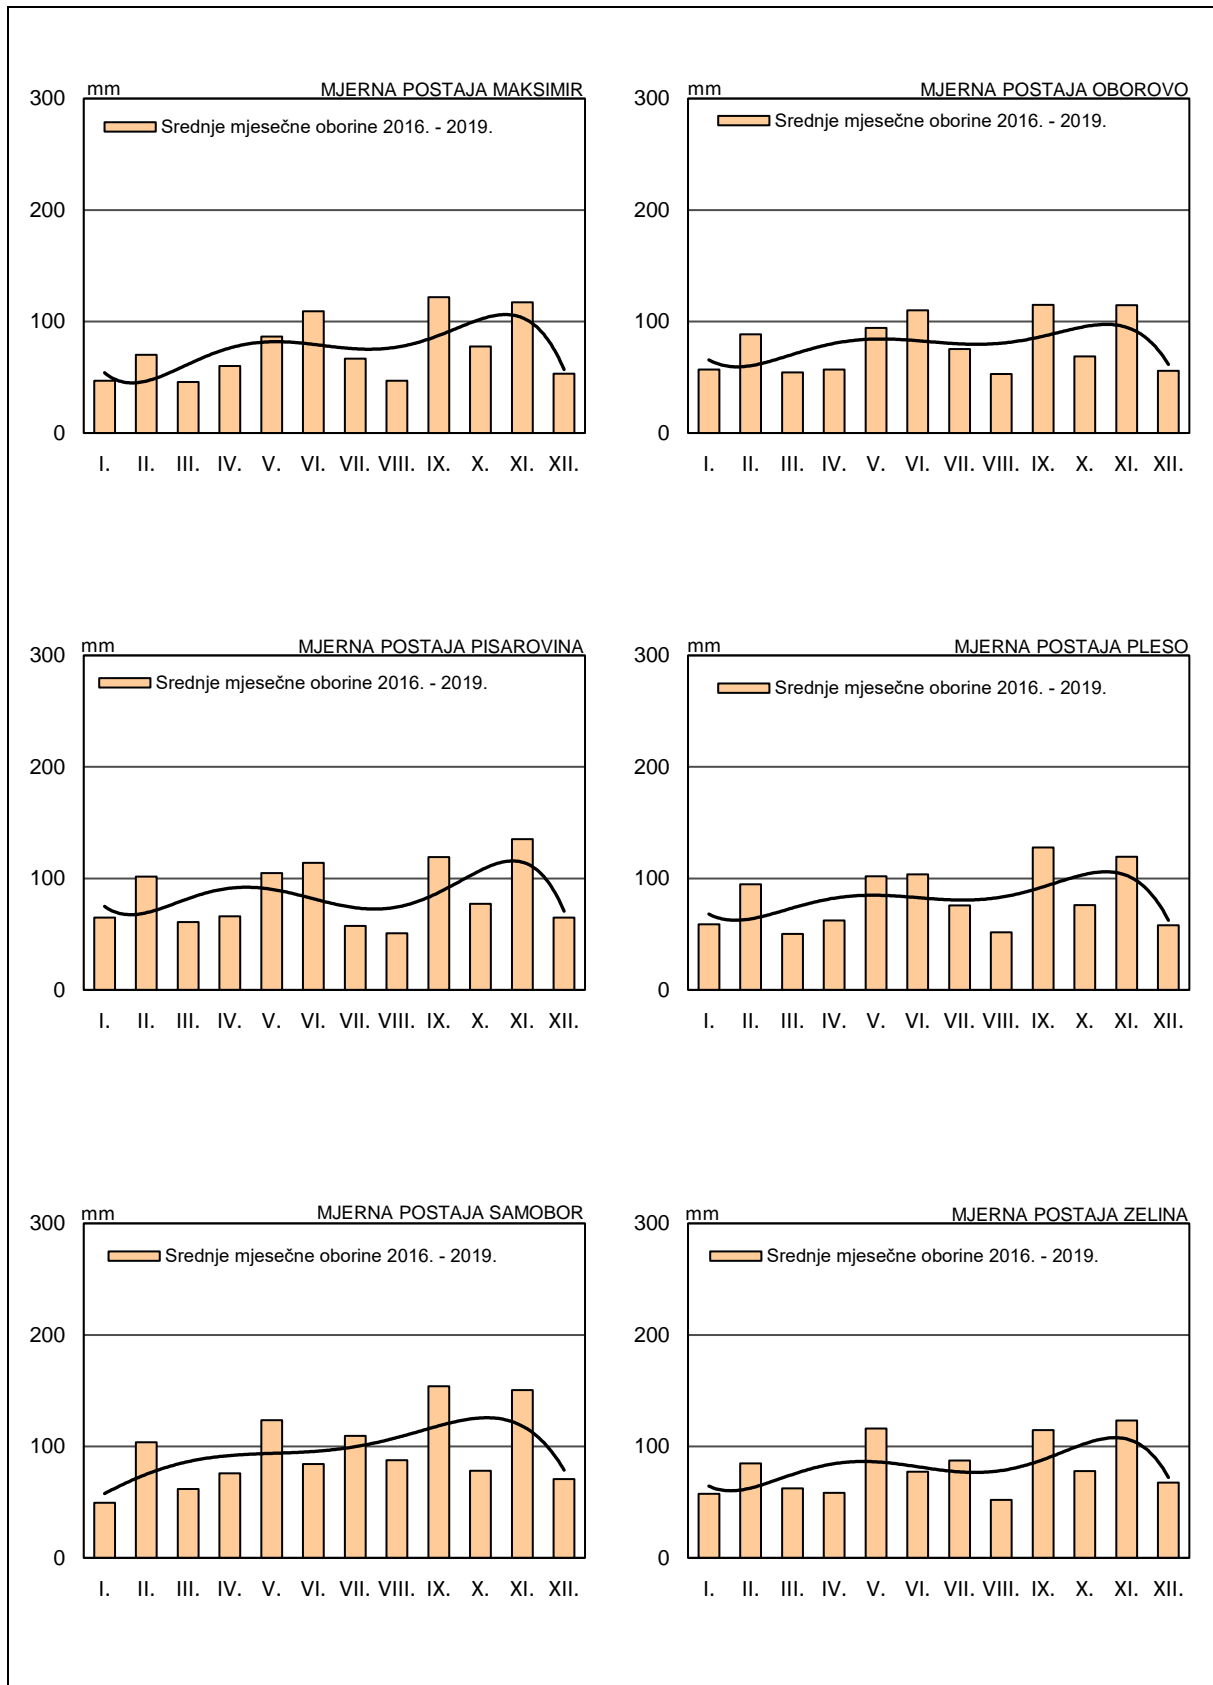 mm MJERNA POSTAJA MAKSIMIR
300
Srednje mjesečne oborine 2016. - 2019.
200
100
0
I. II. III. IV. V. VI. VII. VIII. IX. X. XI. XII.
mm MJERNA POSTAJA OBOROVO
300
Srednje mjesečne oborine 2016. - 2019.
200
100
0
I. II. III. IV. V. VI. VII. VIII. IX. X. XI. XII.
mm MJERNA POSTAJA PISAROVINA
300
Srednje mjesečne oborine 2016. - 2019.
200
100
0
I. II. III. IV. V. VI. VII. VIII. IX. X. XI. XII.
mm MJERNA POSTAJA PLESO
300
Srednje mjesečne oborine 2016. - 2019.
200
100
0
I. II. III. IV. V. VI. VII. VIII. IX. X. XI. XII.
mm MJERNA POSTAJA SAMOBOR
300
Srednje mjesečne oborine 2016. - 2019.
200
100
0
I. II. III. IV. V. VI. VII. VIII. IX. X. XI. XII.
mm MJERNA POSTAJA ZELINA
300
Srednje mjesečne oborine 2016. - 2019.
200
100
0
I. II. III. IV. V. VI. VII. VIII. IX. X. XI. XII.